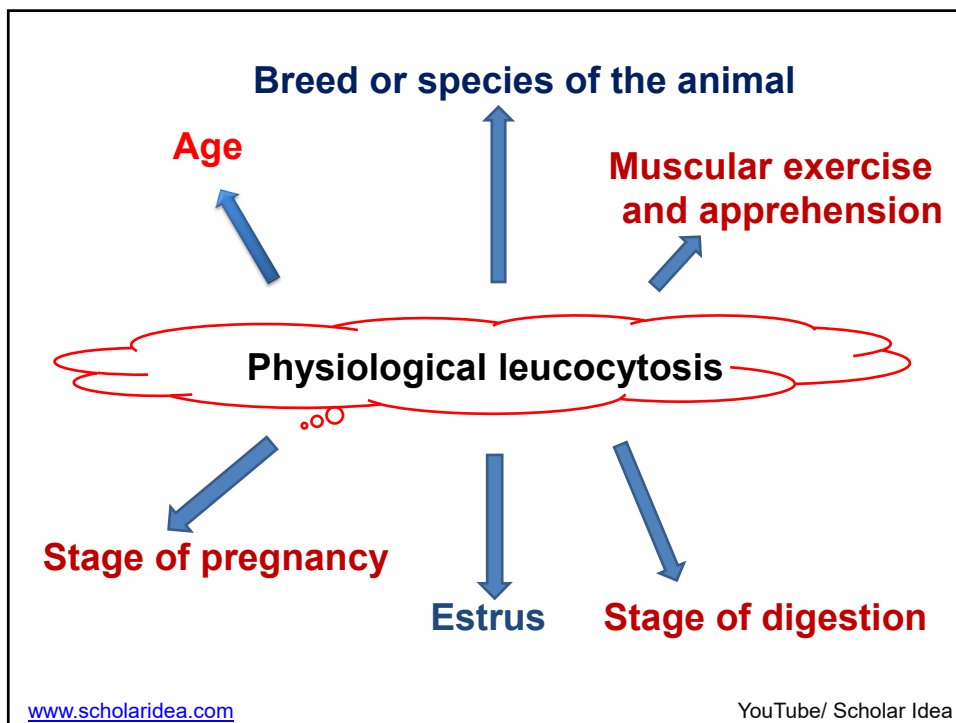 Breed or species of the animal
Age
Muscular exercise
and apprehension
Physiological leucocytosis
Stage of pregnancy
Estrus
Stage of digestion
www.scholaridea.com
YouTube/ Scholar Idea